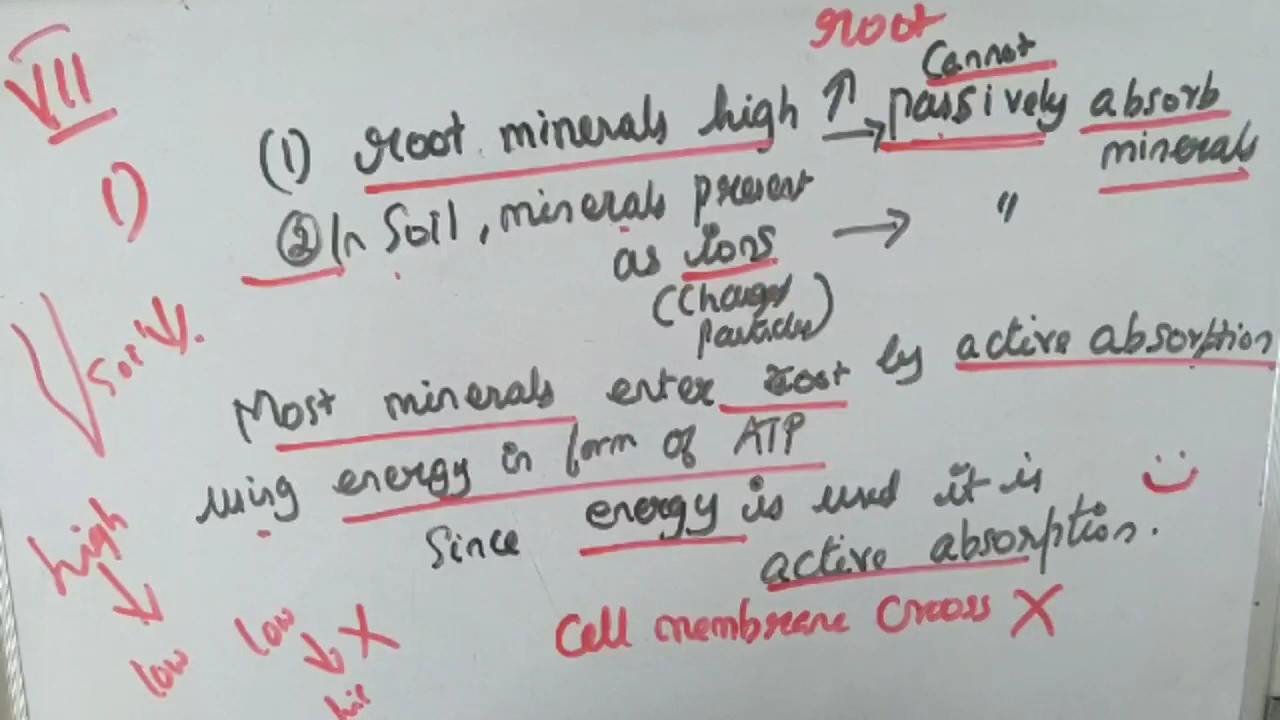 VII
root
Cannot
1) (1) root minerals high ↑ → passively absorb
minerals
② In Soil, minerals present
as ions → "
(Charged
particles)
Soil ↓.
Most minerals enter root by active absorption
using energy in form of ATP
Since energy is used it is
active absorption.
high
↓
low
low
↓ X
Cell membrane Cross X